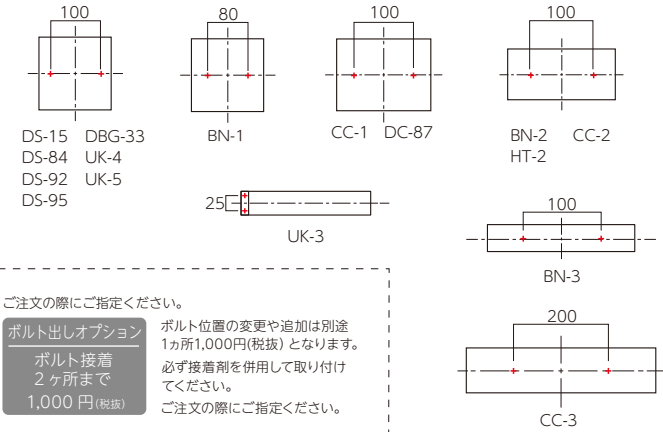 100
DS-15 DBG-33
DS-84 UK-4
DS-92 UK-5
DS-95
80
BN-1
100
CC-1 DC-87
100
BN-2 CC-2
HT-2
25
UK-3
100
BN-3
200
CC-3
ご注文の際にご指定ください。
ボルト出しオプション
ボルト接着
2ヶ所まで
1,000 円(税抜)
ボルト位置の変更や追加は別途
1ヵ所1,000円(税抜) となります。
必ず接着剤を併用して取り付け
てください。
ご注文の際にご指定ください。